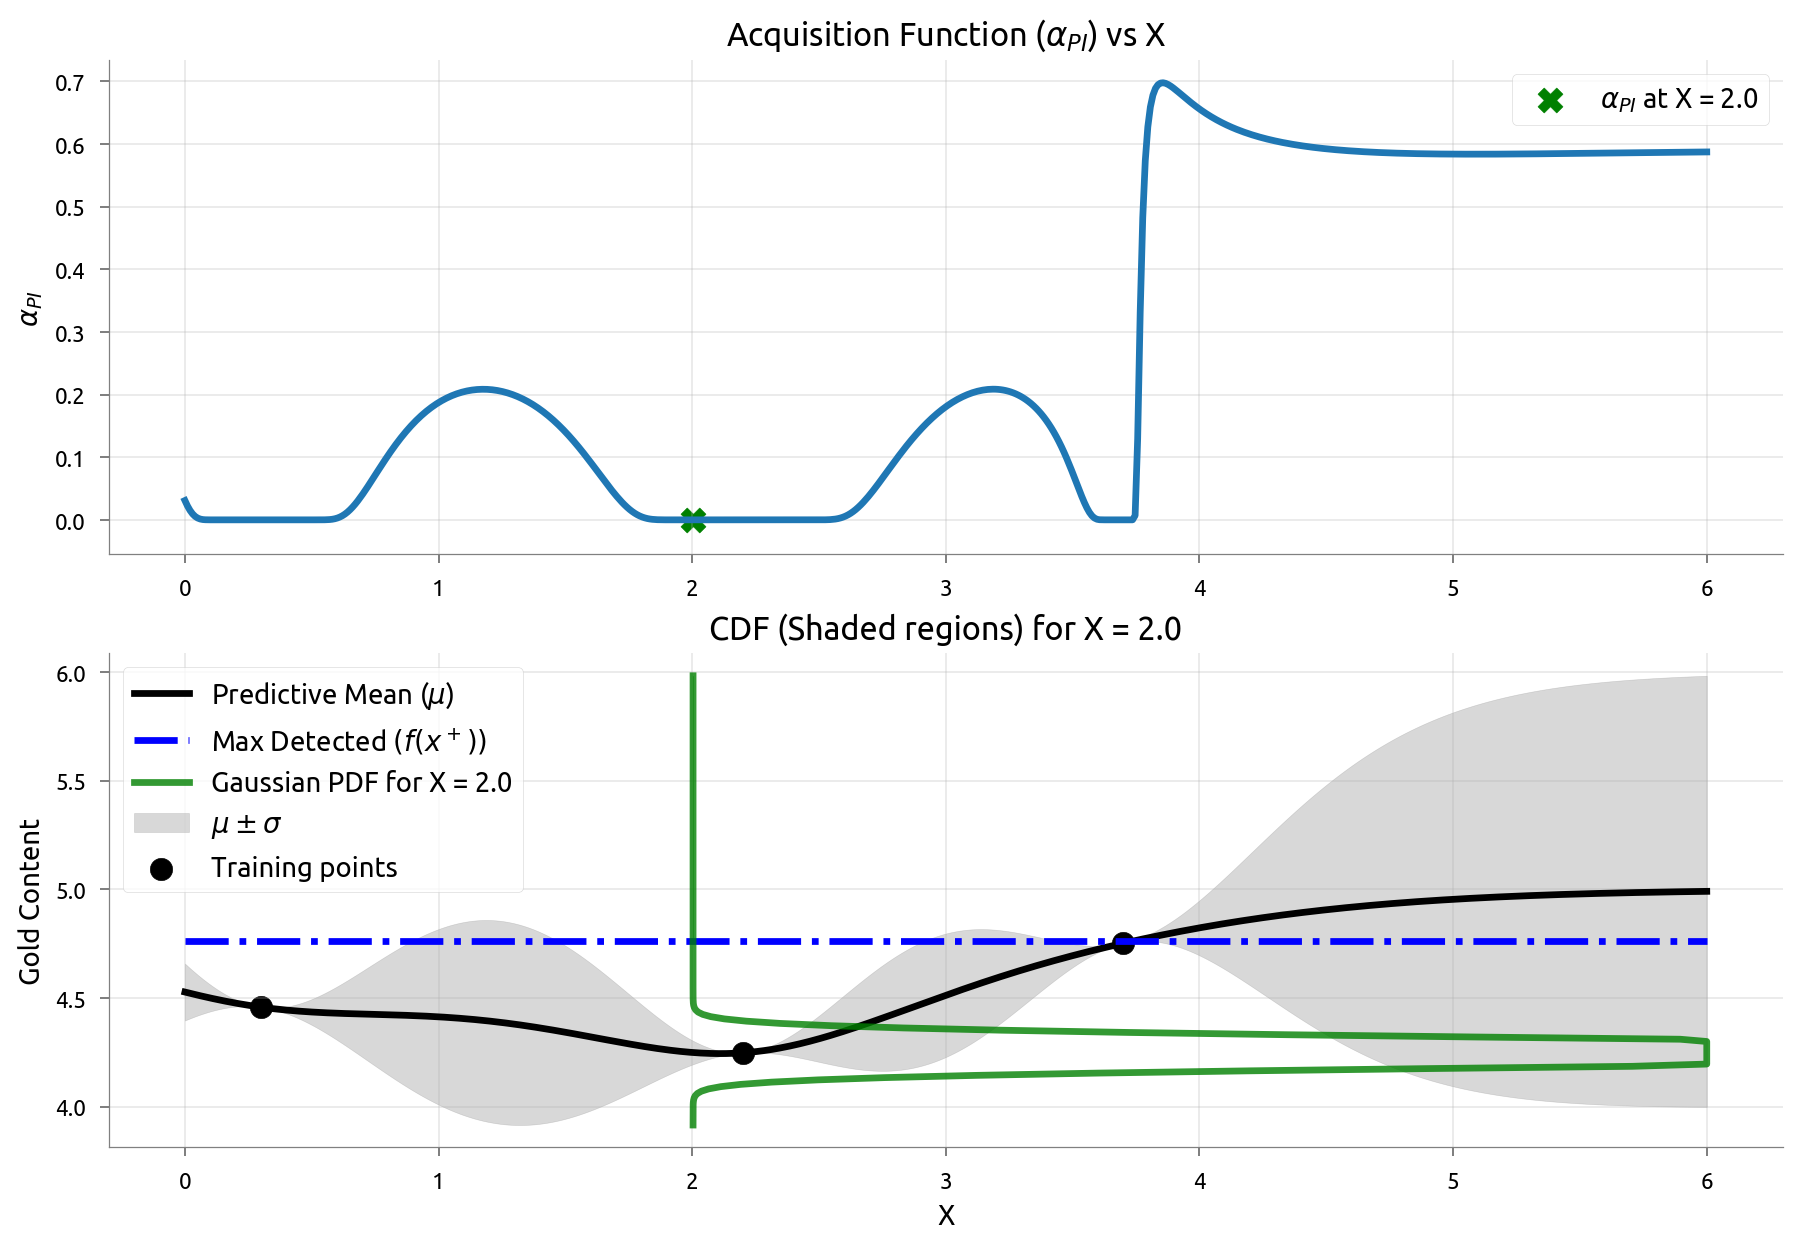 Acquisition Function (α_PI) vs X
α_PI
0.7
0.6
0.5
0.4
0.3
0.2
0.1
0.0
α_PI at X = 2.0
0 1 2 3 4 5 6
CDF (Shaded regions) for X = 2.0
Gold Content
6.0
5.5
5.0
4.5
4.0
Predictive Mean (μ)
Max Detected (f(x⁺))
Gaussian PDF for X = 2.0
μ ± σ
Training points
0 1 2 3 4 5 6
X